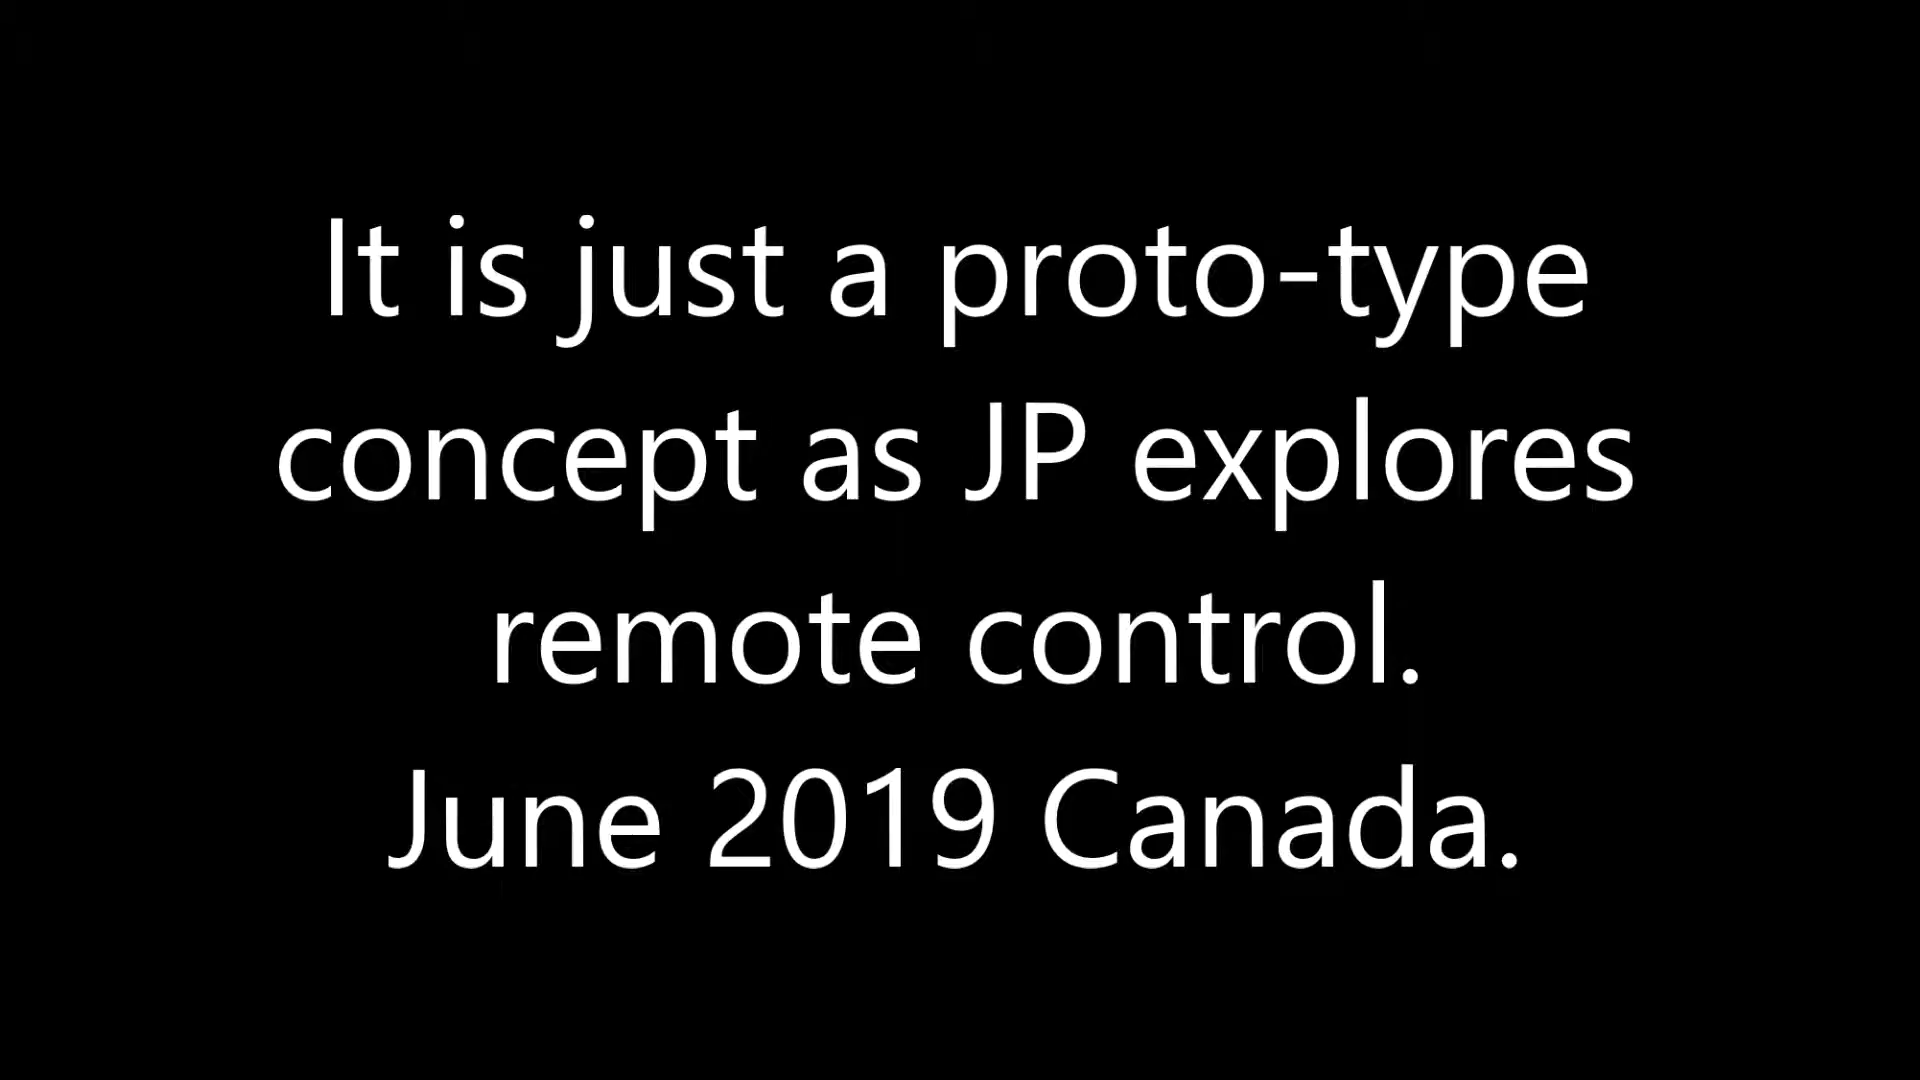 It is just a proto-type
concept as JP explores
remote control.
June 2019 Canada.